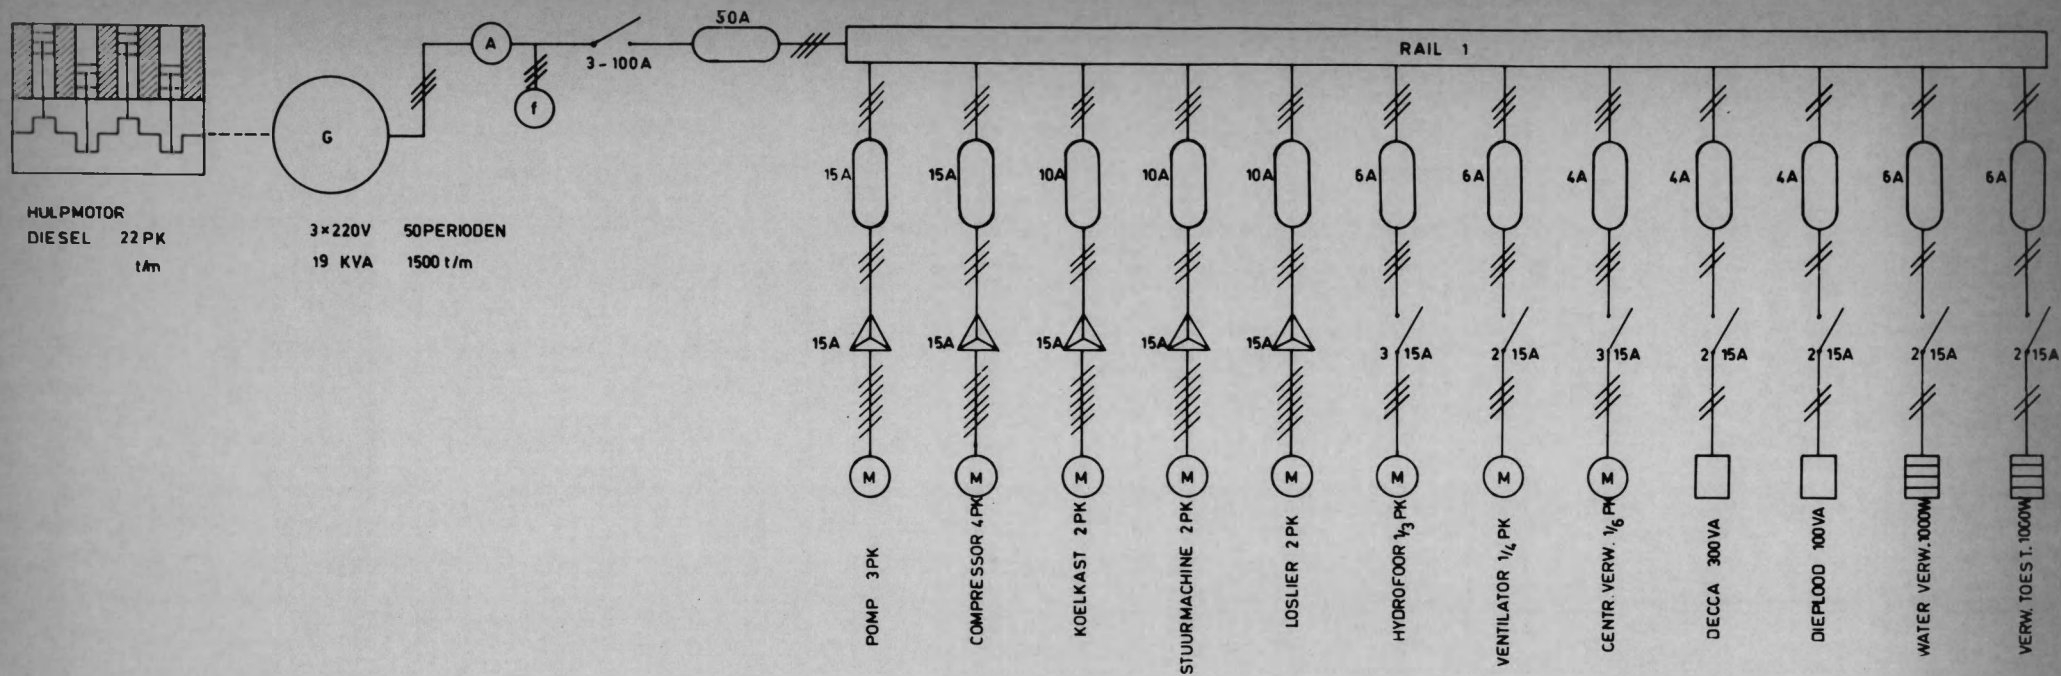 50A
A
3-100A
RAIL 1
f
G
HULPMOTOR
DIESEL 22 PK
t/m
3×220V 50PERIODEN
19 KVA 1500 t/m
15A 15A 10A 10A 10A 6A 6A 4A 4A 4A 6A 6A
15A 15A 15A 15A 15A 3 15A 2 15A 3 15A 2 15A 2 15A 2 15A 2 15A
M M M M M M M M
POMP 3PK
COMPRESSOR 4PK
KOELKAST 2PK
STUURMACHINE 2PK
LOSLIER 2PK
HYDROFOOR 1/3 PK
VENTILATOR 1/4 PK
CENTR. VERW. 1/6 PK
DECCA 300VA
DIEPLOOD 100VA
WATER VERW. 1000W
VERW. TOEST. 1000W